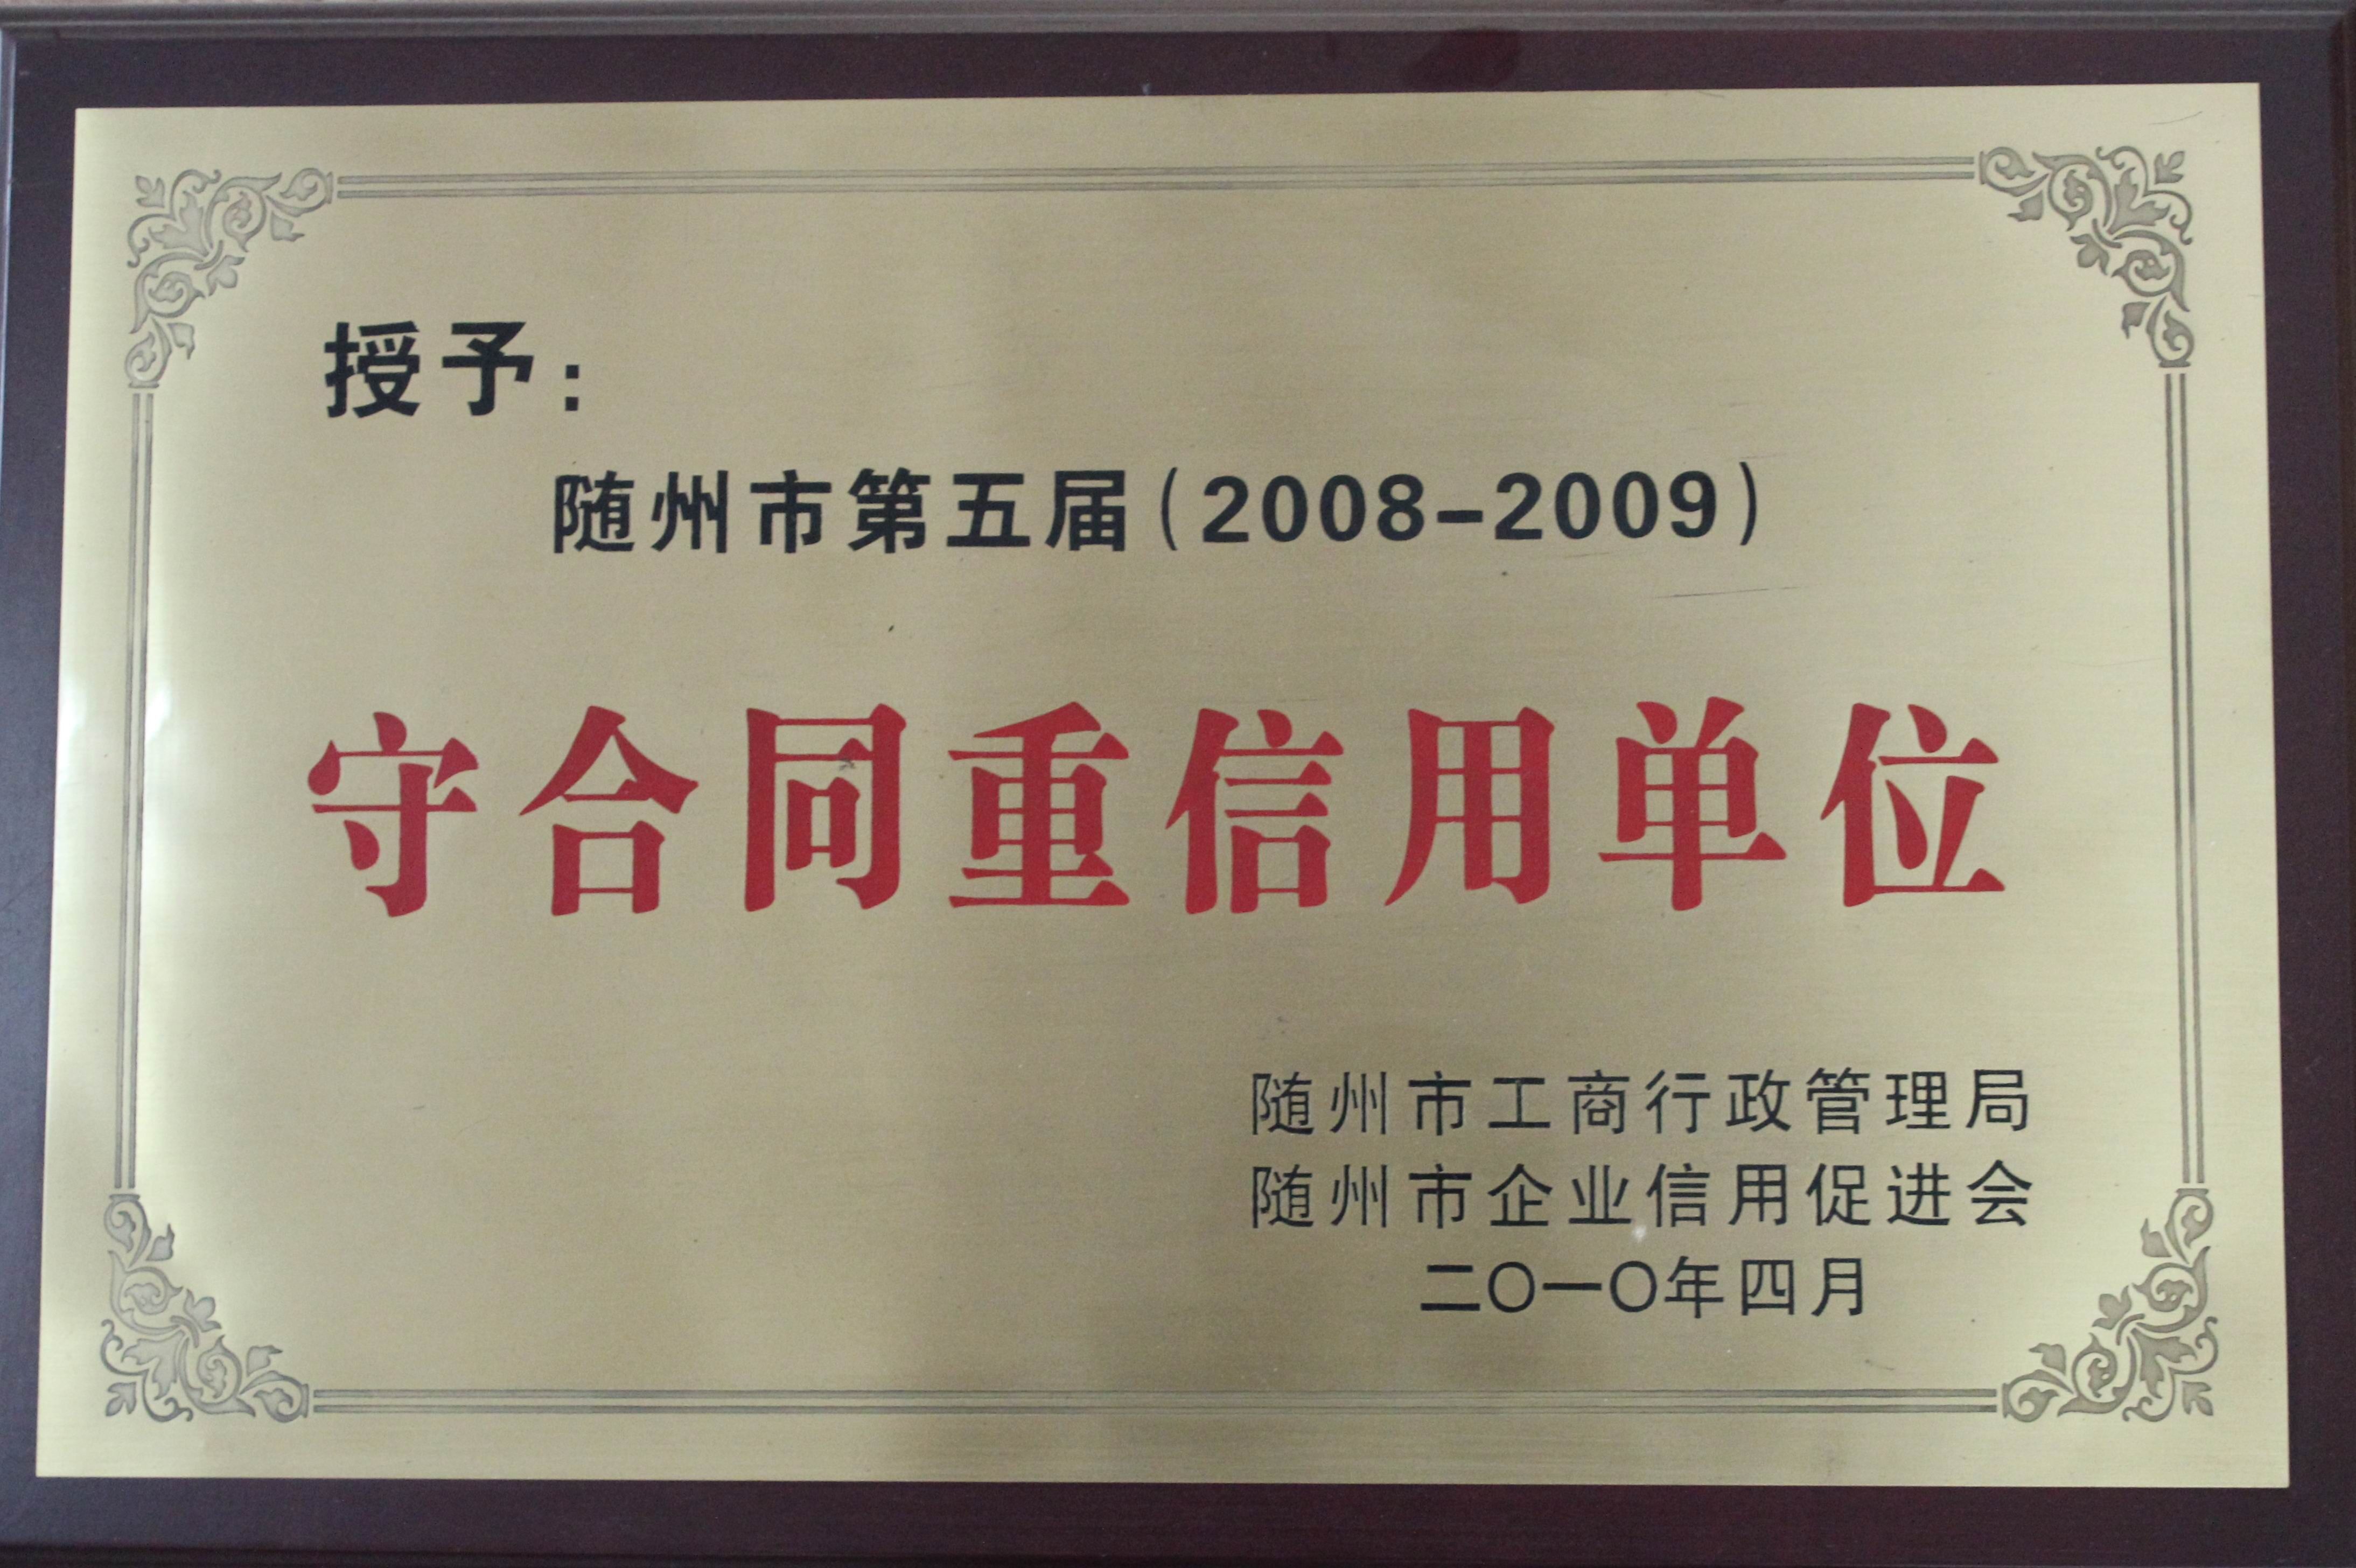 授予:
随州市第五届(2008-2009)
守合同重信用单位
随州市工商行政管理局
随州市企业信用促进会
二〇一〇年四月